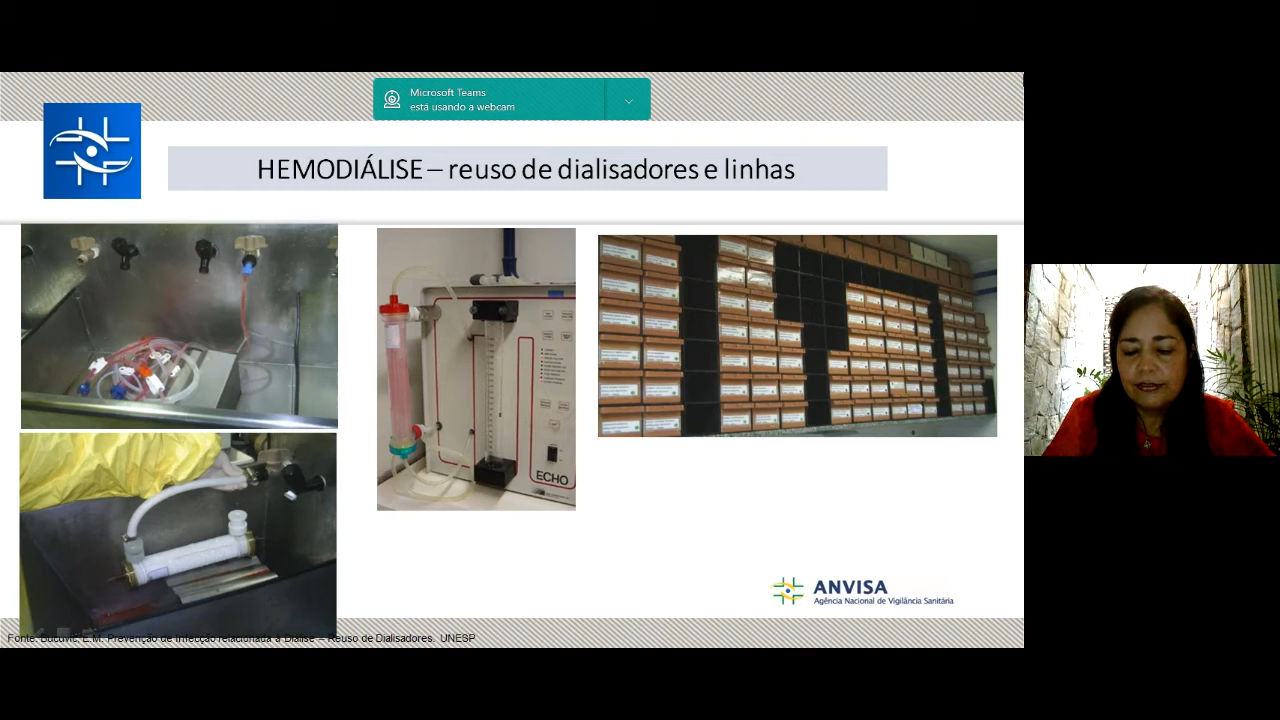 Microsoft Teams
está usando a webcam
HEMODIÁLISE – reuso de dialisadores e linhas
ECHO
ANVISA
Agência Nacional de Vigilância Sanitária
Fonte: Bucuvic, E.M. Prevenção de Infecção relacionada à Diálise – Reuso de Dialisadores. UNESP